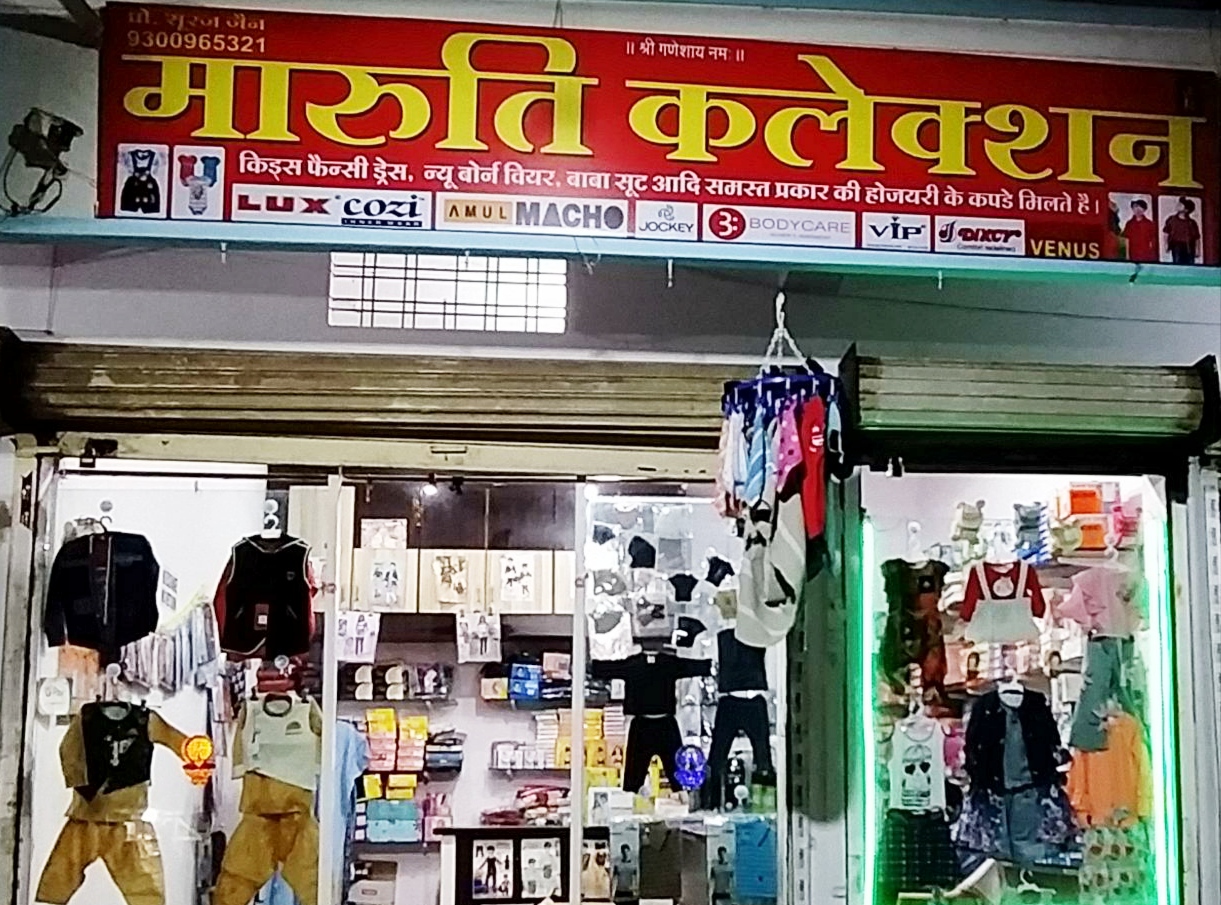 प्रो. सूरज जैन
9300965321
॥ श्री गणेशाय नमः ॥
मारुति कलेक्शन
किड्स फैन्सी ड्रेस, न्यू बोर्न वियर, बाबा सूट आदि समस्त प्रकार की होजयरी के कपडे मिलते है।
LUX COZI AMUL MACHO JOCKEY BODYCARE VIP DIXCY VENUS